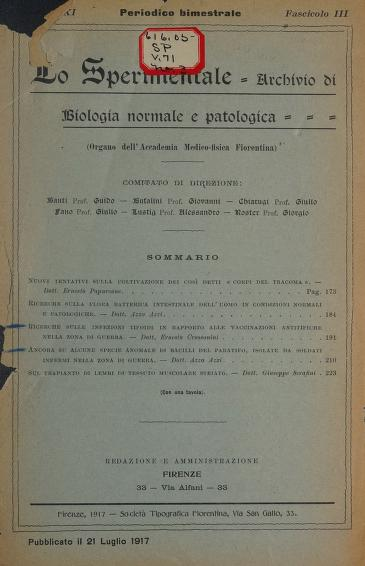 XI Periodico bimestrale Fascicolo III
616.05-
SP
V.71
no.3
Lo Sperimentale = Archivio di
Biologia normale e patologica = = =
(Organo dell'Accademia Medico-fisica Fiorentina)
COMITATO DI DIREZIONE:
Banti Prof. Guido — Bufalini Prof. Giovanni — Chiarugi Prof. Giulio
Fano Prof. Giulio — Lustig Prof. Alessandro — Roster Prof. Giorgio
SOMMARIO
NUOVI TENTATIVI SULLA COLTIVAZIONE DEI COSÌ DETTI « CORPI DEL TRACOMA ». —
Dott. Ernesto Pug Pag. 173
RICERCHE SULLA FLORA BATTERICA INTESTINALE DELL'UOMO IN CONDIZIONI NORMALI
E PATOLOGICHE. — Dott. Azzo Azzi. 184
RICERCHE SULLE INFEZIONI TIFOIDI IN RAPPORTO ALLE VACCINAZIONI ANTITIFICHE
NELLA ZONA DI GUERRA. — Dott. Ernesto Cremonini 191
ANCORA SU ALCUNE SPECIE ANOMALE DI BACILLI DEL PARATIFO, ISOLATE DA SOLDATI
INFERMI NELLA ZONA DI GUERRA. — Dott. Azzo Azzi 210
SUL TRAPIANTO DI LEMBI DI TESSUTO MUSCOLARE STRIATO. — Dott. Giuseppe Serafini . 223
(Con una tavola).
REDAZIONE E AMMINISTRAZIONE
FIRENZE
33 — Via Alfani — 33
Firenze, 1917 — Società Tipografica Fiorentina, Via San Gallo, 33.
Pubblicato il 21 Luglio 1917